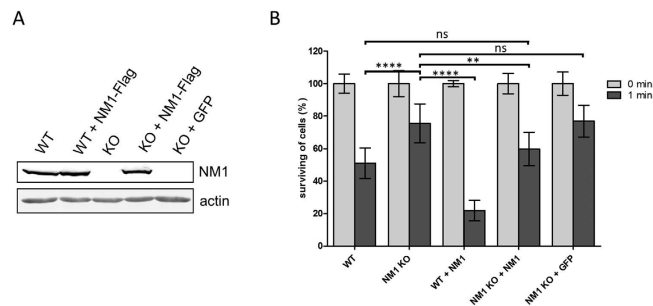 A
WT
WT + NM1-Flag
KO
KO + NM1-Flag
KO + GFP
NM1
actin
B
ns
ns
**
****
****
0 min
1 min
120
100
80
60
40
20
0
surviving of cells (%)
WT
NM1 KO
WT + NM1
NM1 KO + NM1
NM1 KO + GFP